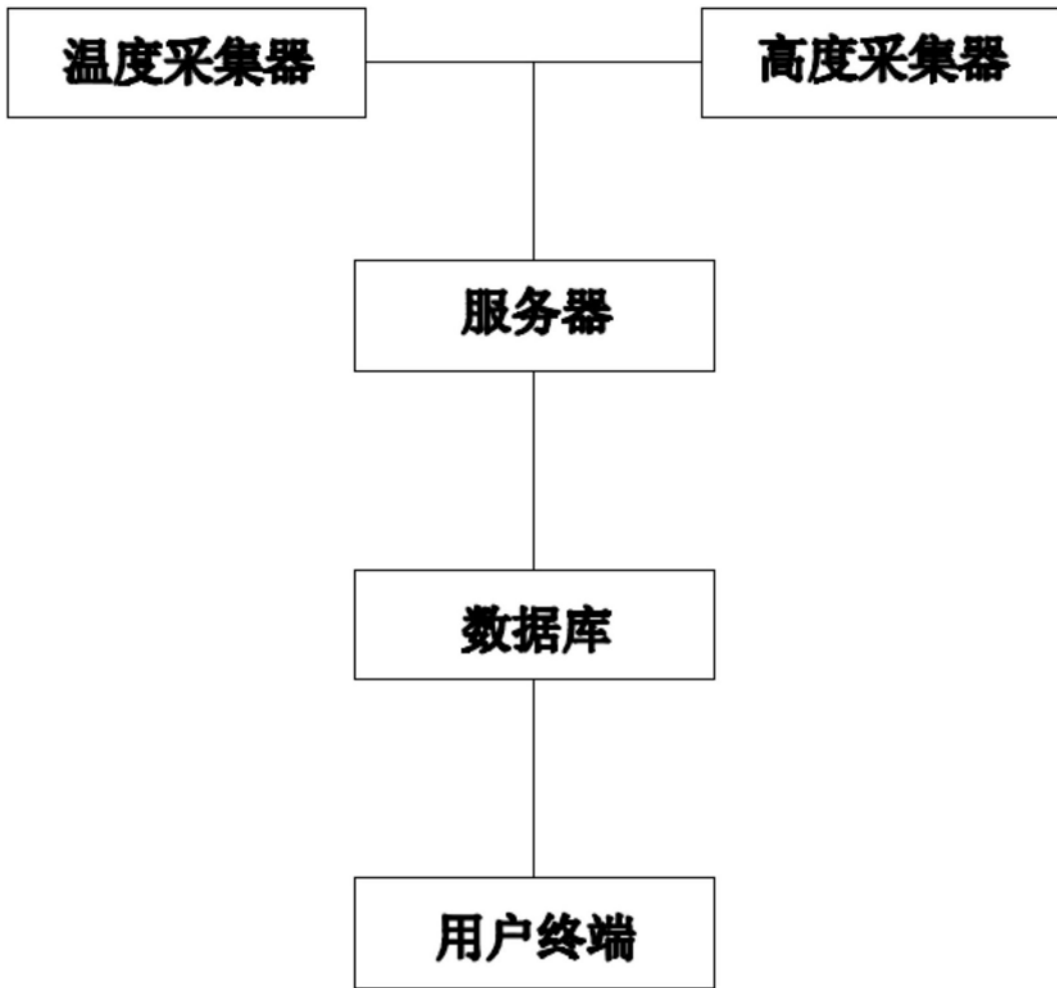 温度采集器
高度采集器
服务器
数据库
用户终端